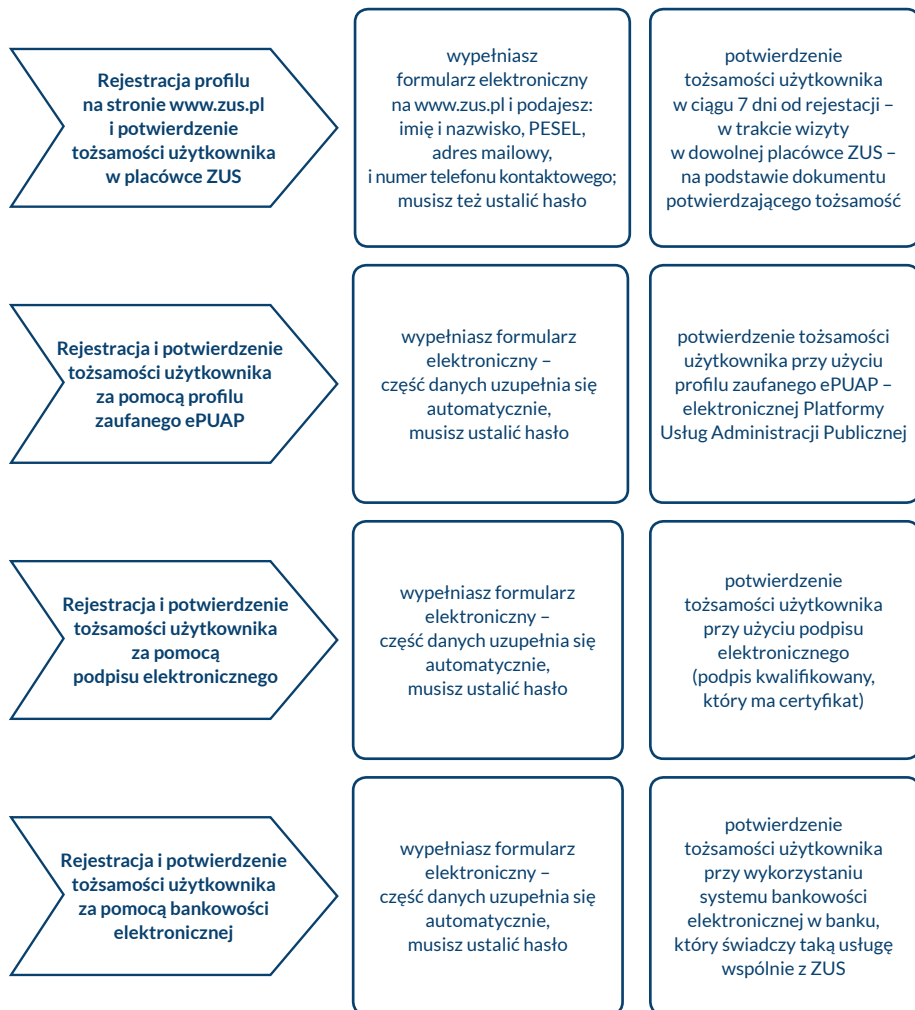 Rejestracja profilu
na stronie www.zus.pl
i potwierdzenie
tożsamości użytkownika
w placówce ZUS
wypełniasz
formularz elektroniczny
na www.zus.pl i podajesz:
imię i nazwisko, PESEL,
adres mailowy,
i numer telefonu kontaktowego;
musisz też ustalić hasło
potwierdzenie
tożsamości użytkownika
w ciągu 7 dni od rejestacji –
w trakcie wizyty
w dowolnej placówce ZUS –
na podstawie dokumentu
potwierdzającego tożsamość
Rejestracja i potwierdzenie
tożsamości użytkownika
za pomocą profilu
zaufanego ePUAP
wypełniasz formularz
elektroniczny –
część danych uzupełnia się
automatycznie,
musisz ustalić hasło
potwierdzenie tożsamości
użytkownika przy użyciu
profilu zaufanego ePUAP –
elektronicznej Platformy
Usług Administracji Publicznej
Rejestracja i potwierdzenie
tożsamości użytkownika
za pomocą
podpisu elektronicznego
wypełniasz formularz
elektroniczny –
część danych uzupełnia się
automatycznie,
musisz ustalić hasło
potwierdzenie
tożsamości użytkownika
przy użyciu podpisu
elektronicznego
(podpis kwalifikowany,
który ma certyfikat)
Rejestracja i potwierdzenie
tożsamości użytkownika
za pomocą bankowości
elektronicznej
wypełniasz formularz
elektroniczny –
część danych uzupełnia się
automatycznie,
musisz ustalić hasło
potwierdzenie
tożsamości użytkownika
przy wykorzystaniu
systemu bankowości
elektronicznej w banku,
który świadczy taką usługę
wspólnie z ZUS